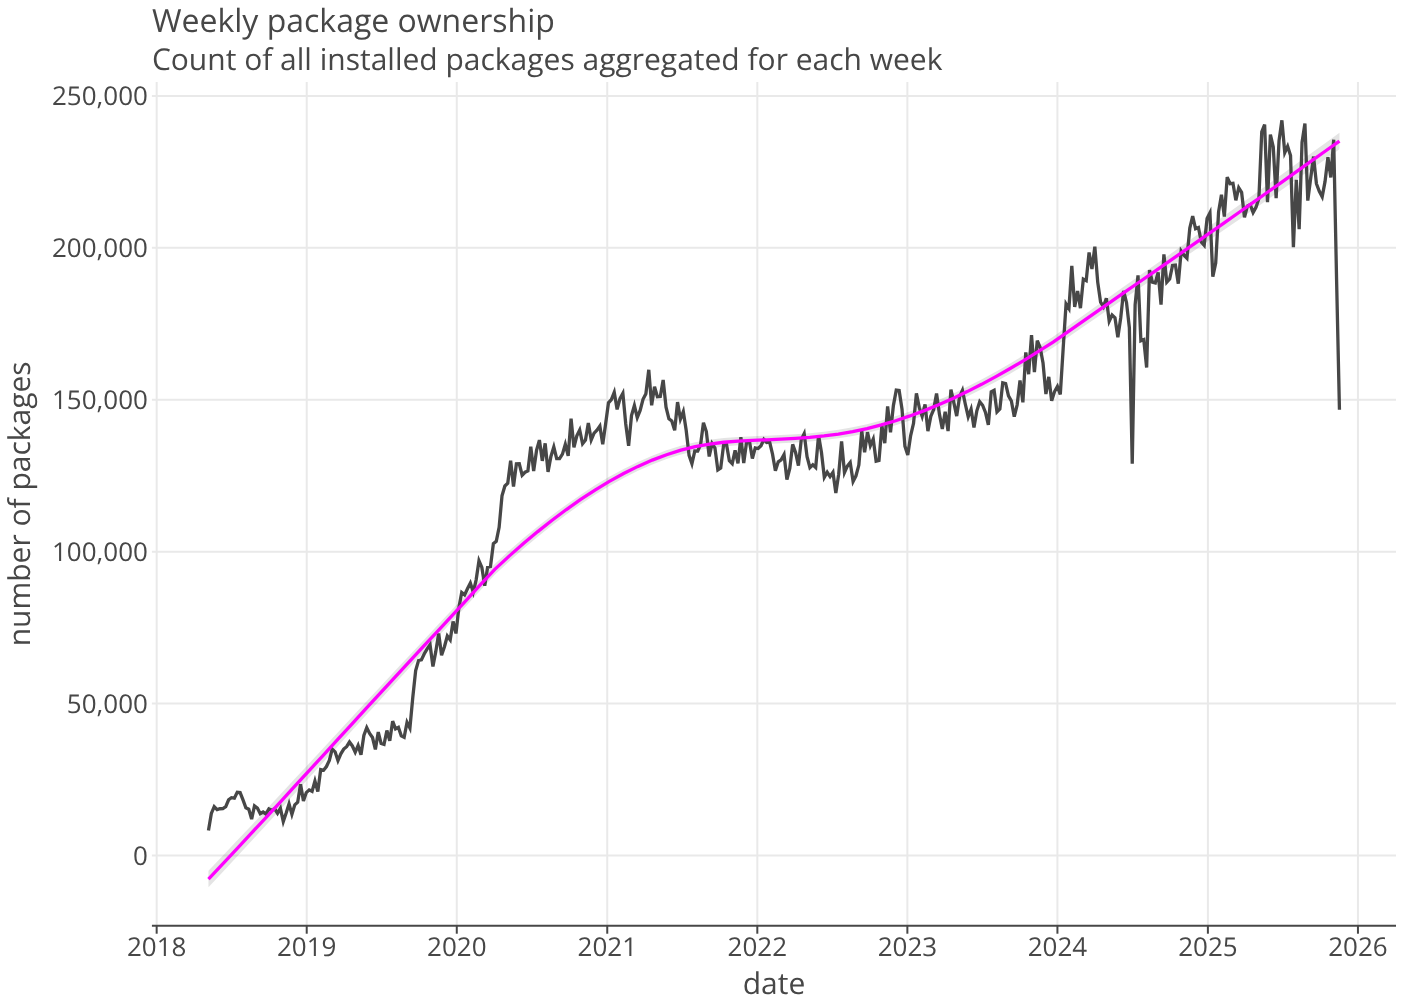 Weekly package ownership
Count of all installed packages aggregated for each week
250,000
200,000
150,000
100,000
50,000
0
number of packages
2018 2019 2020 2021 2022 2023 2024 2025 2026
date